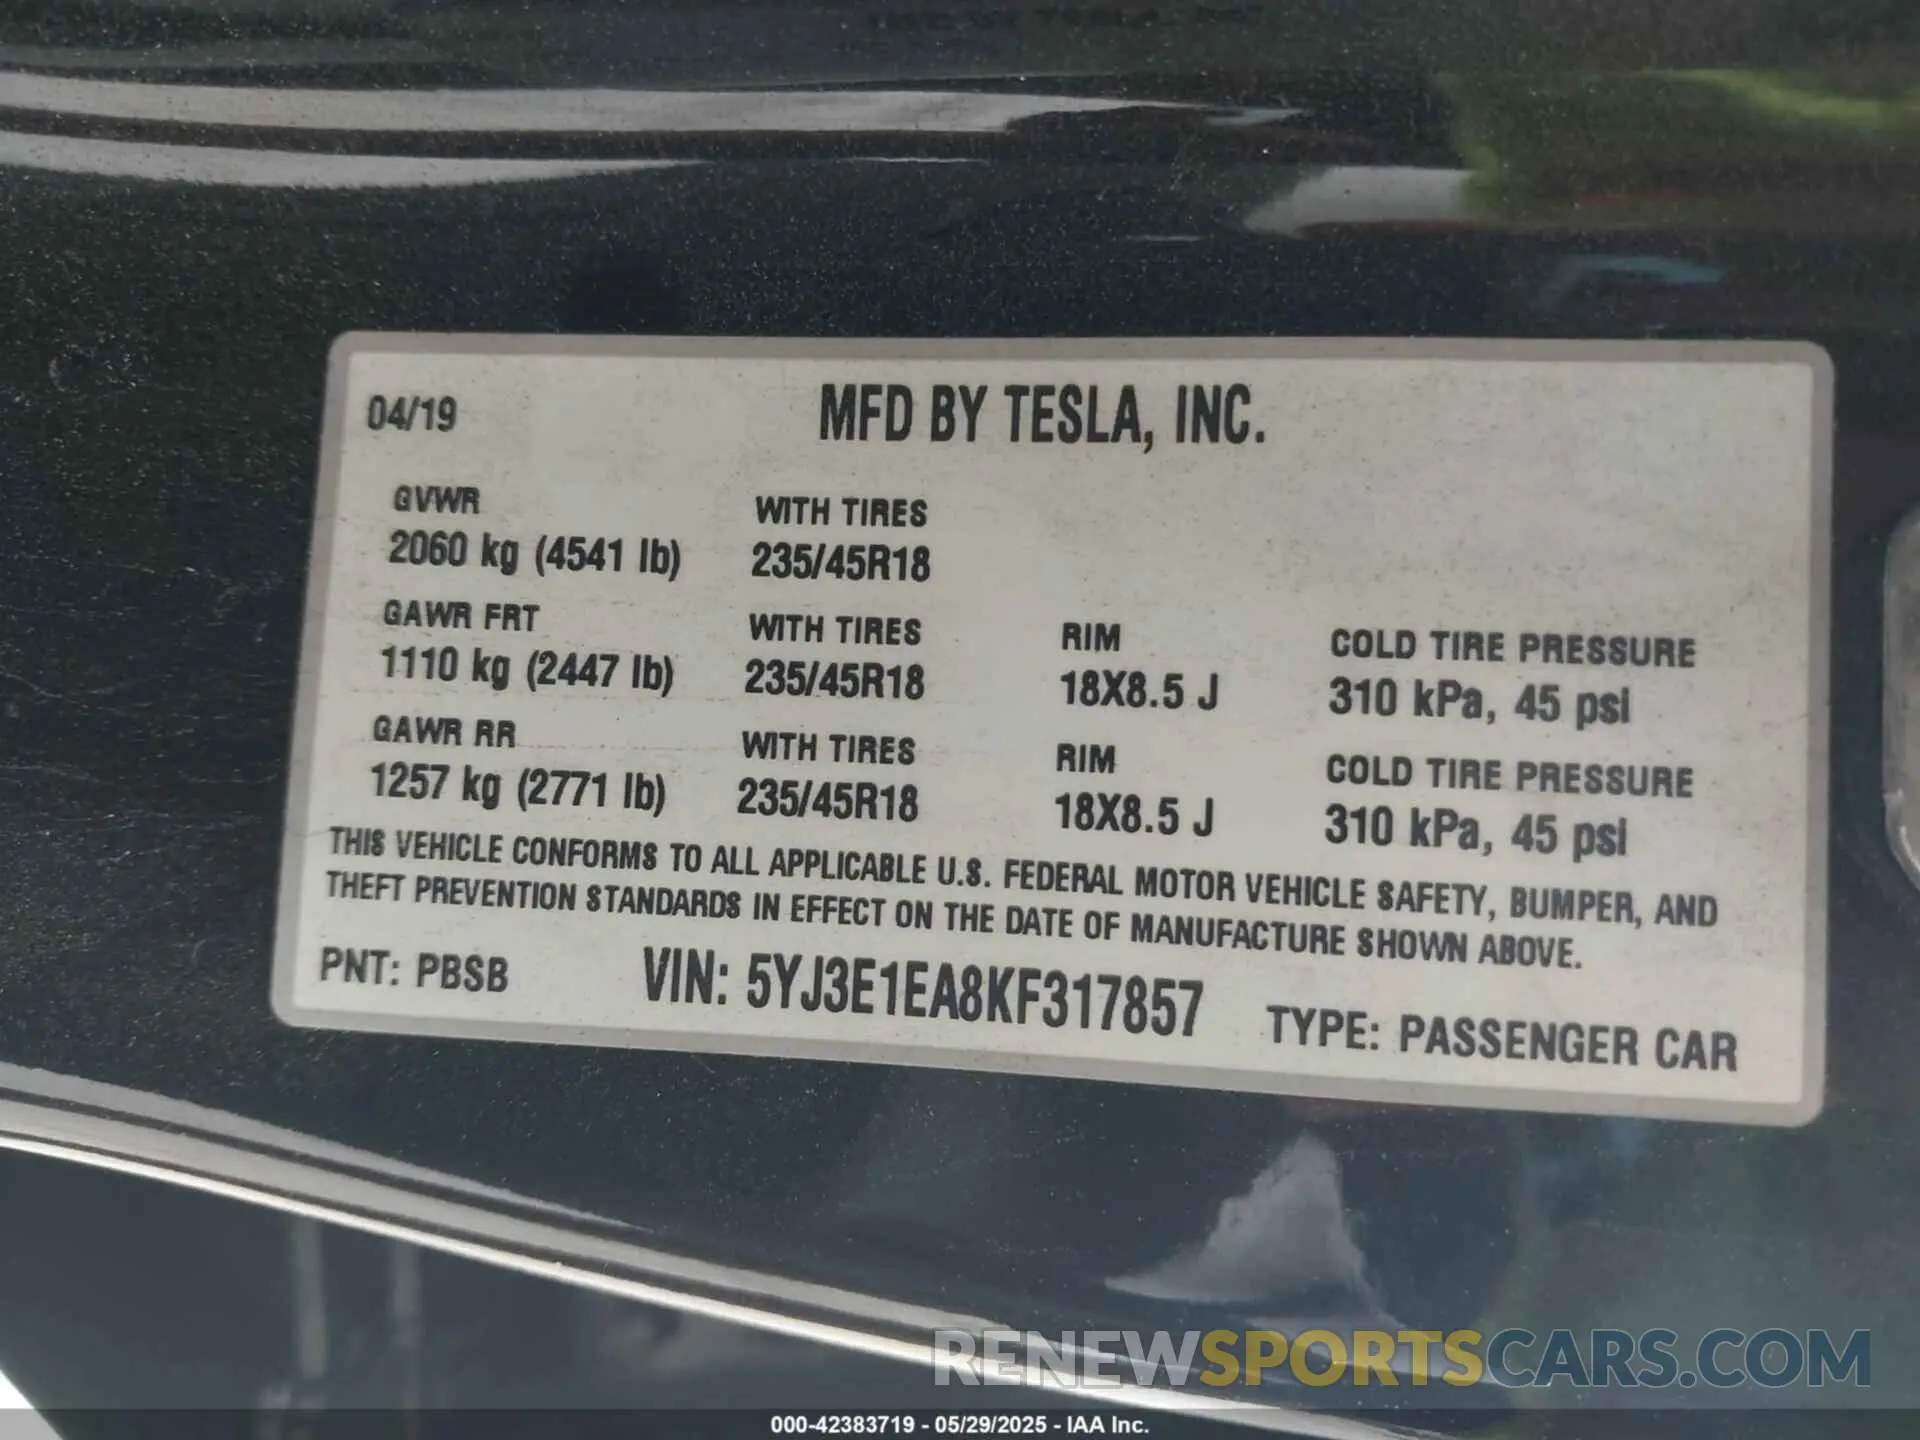 04/19 MFD BY TESLA, INC.
GVWR WITH TIRES
2060 kg (4541 lb) 235/45R18
GAWR FRT WITH TIRES RIM COLD TIRE PRESSURE
1110 kg (2447 lb) 235/45R18 18X8.5 J 310 kPa, 45 psi
GAWR RR WITH TIRES RIM COLD TIRE PRESSURE
1257 kg (2771 lb) 235/45R18 18X8.5 J 310 kPa, 45 psi
THIS VEHICLE CONFORMS TO ALL APPLICABLE U.S. FEDERAL MOTOR VEHICLE SAFETY, BUMPER, AND
THEFT PREVENTION STANDARDS IN EFFECT ON THE DATE OF MANUFACTURE SHOWN ABOVE.
PNT: PBSB VIN: 5YJ3E1EA8KF317857 TYPE: PASSENGER CAR
RENEWSPORTSCARS.COM
000-42383719 - 05/29/2025 - IAA Inc.